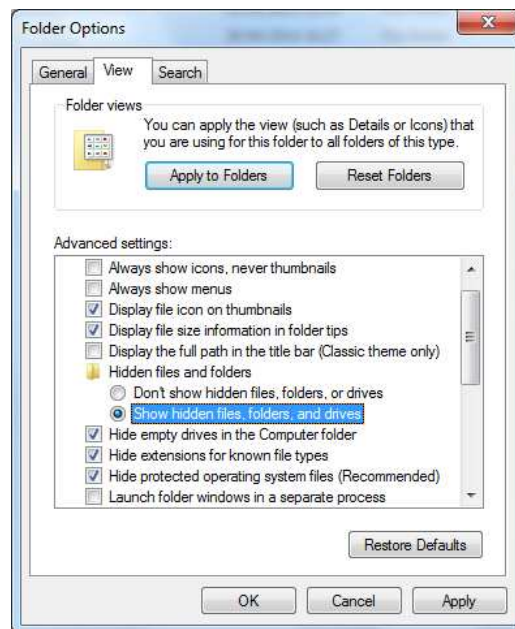 Folder Options
General View Search
Folder views
You can apply the view (such as Details or Icons) that
you are using for this folder to all folders of this type.
Apply to Folders Reset Folders
Advanced settings:
Always show icons, never thumbnails
Always show menus
Display file icon on thumbnails
Display file size information in folder tips
Display the full path in the title bar (Classic theme only)
Hidden files and folders
Don't show hidden files, folders, or drives
Show hidden files, folders, and drives
Hide empty drives in the Computer folder
Hide extensions for known file types
Hide protected operating system files (Recommended)
Launch folder windows in a separate process
Restore Defaults
OK Cancel Apply